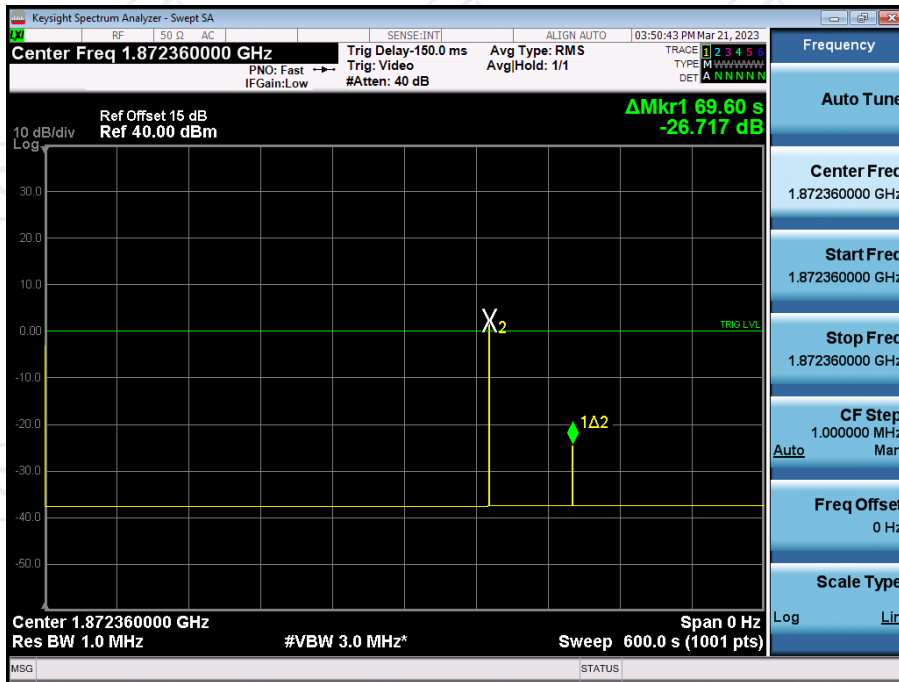 Keysight Spectrum Analyzer - Swept SA
LXI RF 50 Ω AC SENSE:INT ALIGN AUTO 03:50:43 PM Mar 21, 2023
Center Freq 1.872360000 GHz
PNO: Fast
IFGain:Low
Trig Delay-150.0 ms
Trig: Video
#Atten: 40 dB
Avg Type: RMS
Avg|Hold: 1/1
TRACE 1 2 3 4 5 6
TYPE M WWWWW
DET A N N N N N
ΔMkr1 69.60 s
-26.717 dB
Ref Offset 15 dB
10 dB/div Ref 40.00 dBm
Log
30.0
20.0
10.0
0.00
-10.0
-20.0
-30.0
-40.0
-50.0
X2
TRIG LVL
1Δ2
Center 1.872360000 GHz Span 0 Hz
Res BW 1.0 MHz #VBW 3.0 MHz* Sweep 600.0 s (1001 pts)
MSG STATUS
Frequency
Auto Tune
Center Freq
1.872360000 GHz
Start Freq
1.872360000 GHz
Stop Freq
1.872360000 GHz
CF Step
1.000000 MHz
Auto Man
Freq Offset
0 Hz
Scale Type
Log Lin